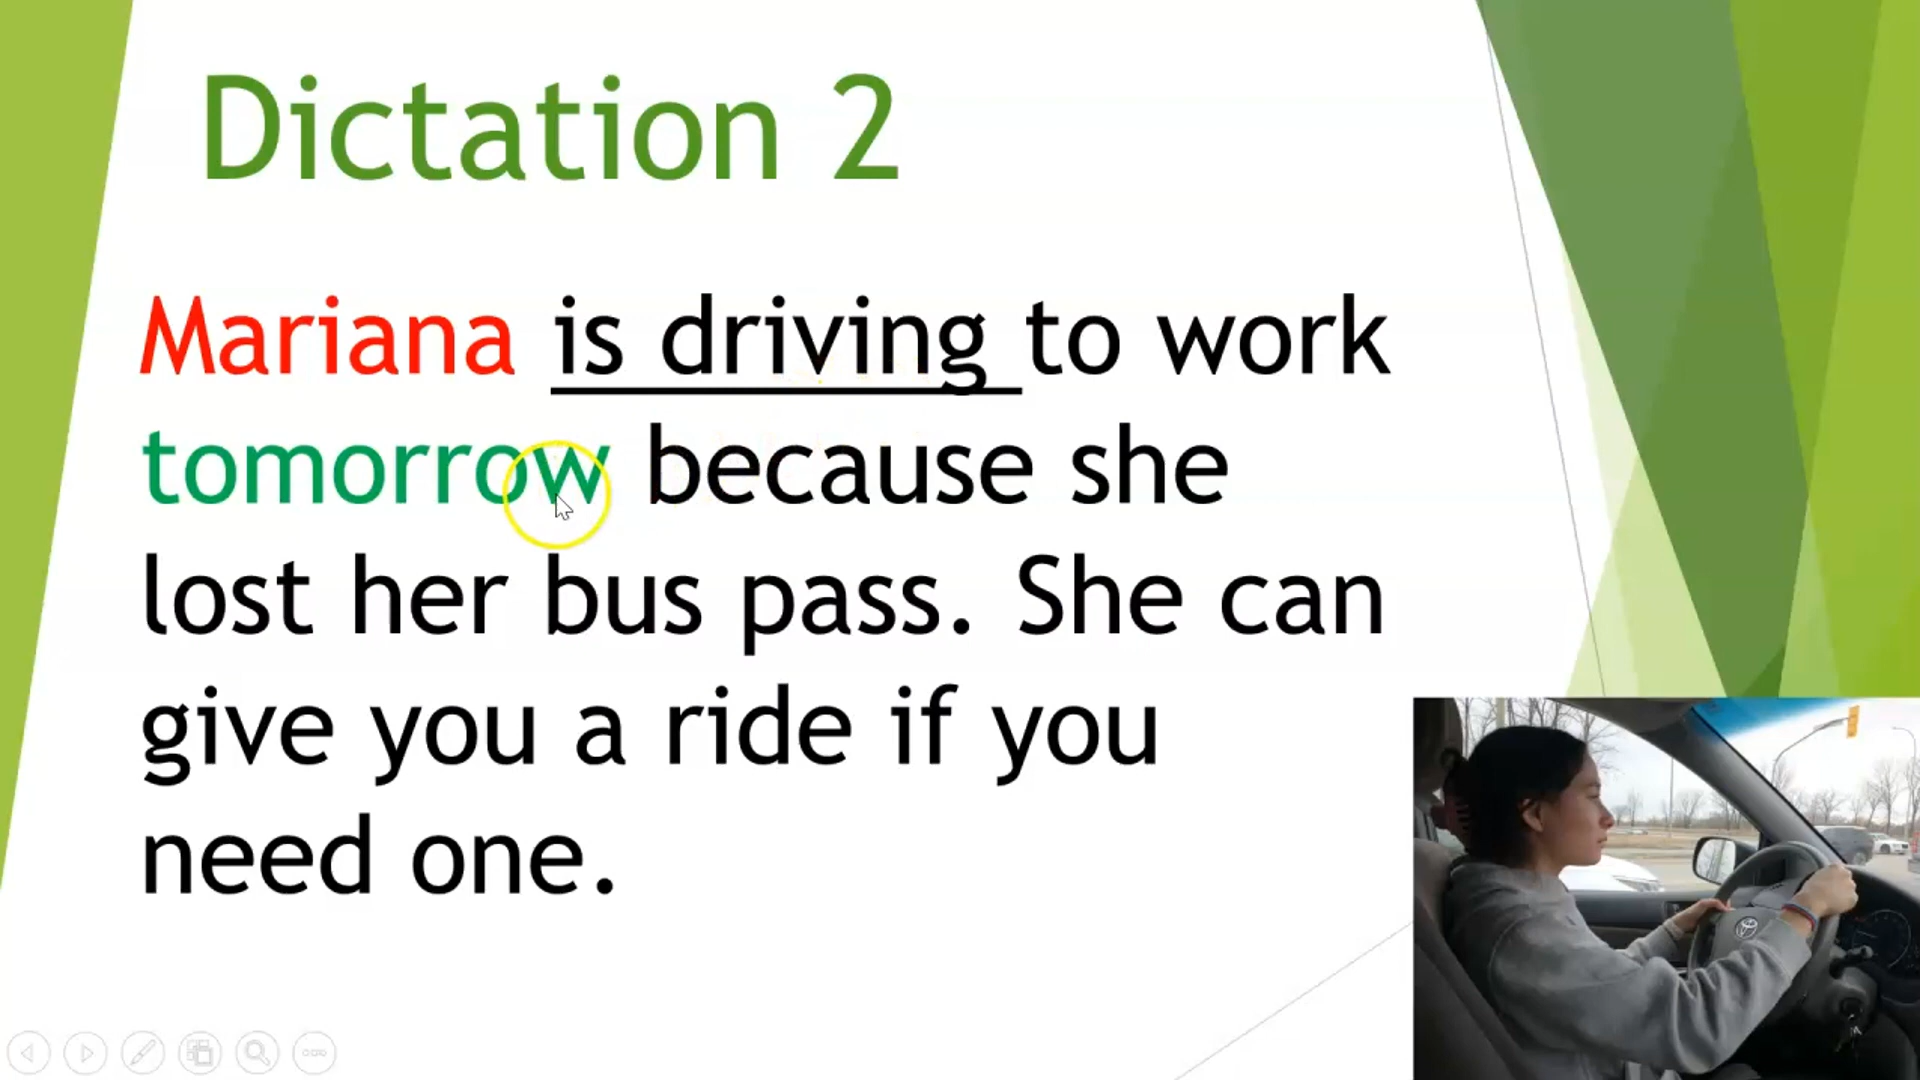 Dictation 2
Mariana is driving to work
tomorrow because she
lost her bus pass. She can
give you a ride if you
need one.